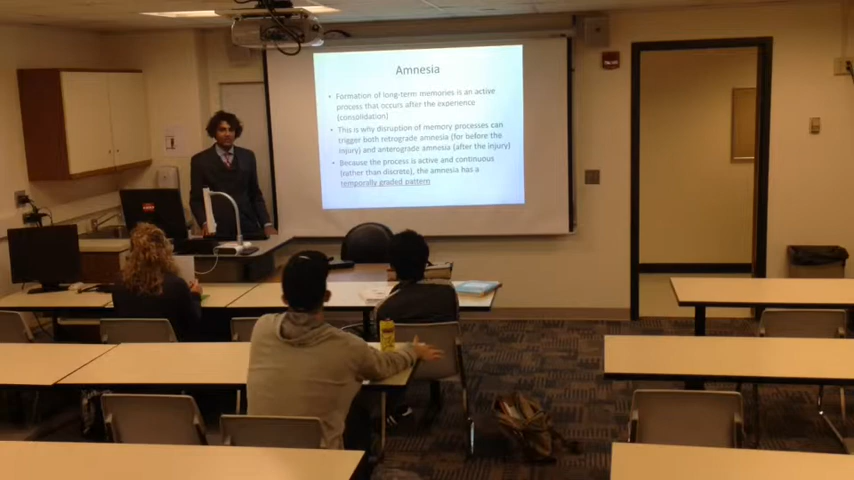 Amnesia
• Formation of long-term memories is an active
process that occurs after the experience
(consolidation)
• This is why disruption of memory processes can
trigger both retrograde amnesia (for before the
injury) and anterograde amnesia (after the injury)
• Because the process is active and continuous
(rather than discrete), the amnesia has a
temporally graded pattern